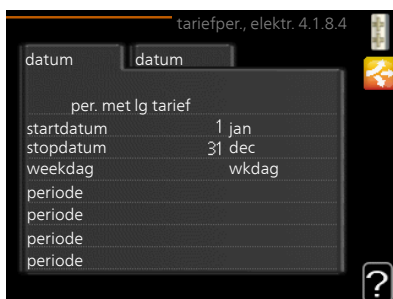 tariefper., elektr. 4.1.8.4
datum datum
per. met lg tarief
startdatum 1 jan
stopdatum 31 dec
weekdag wkdag
periode
periode
periode
periode
?